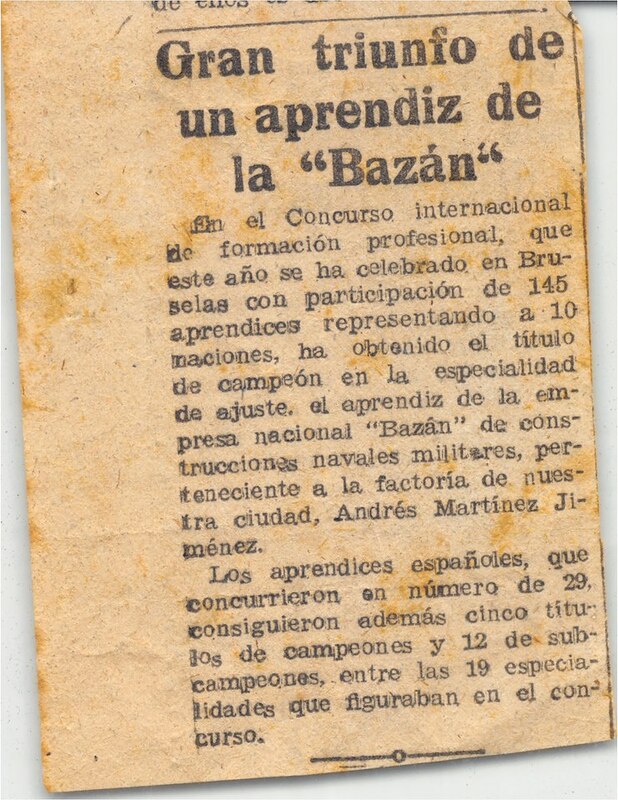 de ellos es
Gran triunfo de
un aprendiz de
la “Bazán“
En el Concurso internacional
de formación profesional, que
este año se ha celebrado en Bru-
selas con participación de 145
aprendices representando a 10
naciones, ha obtenido el título
de campeón en la especialidad
de ajuste. el aprendiz de la em-
presa nacional “Bazán” de cons-
trucciones navales militares, per-
teneciente a la factoría de nues-
tra ciudad, Andrés Martínez Ji-
ménez.
Los aprendices españoles, que
concurrieron en número de 29,
consiguieron además cinco títu-
los de campeones y 12 de sub-
campeones, entre las 19 especia-
lidades que figuraban en el con-
curso.